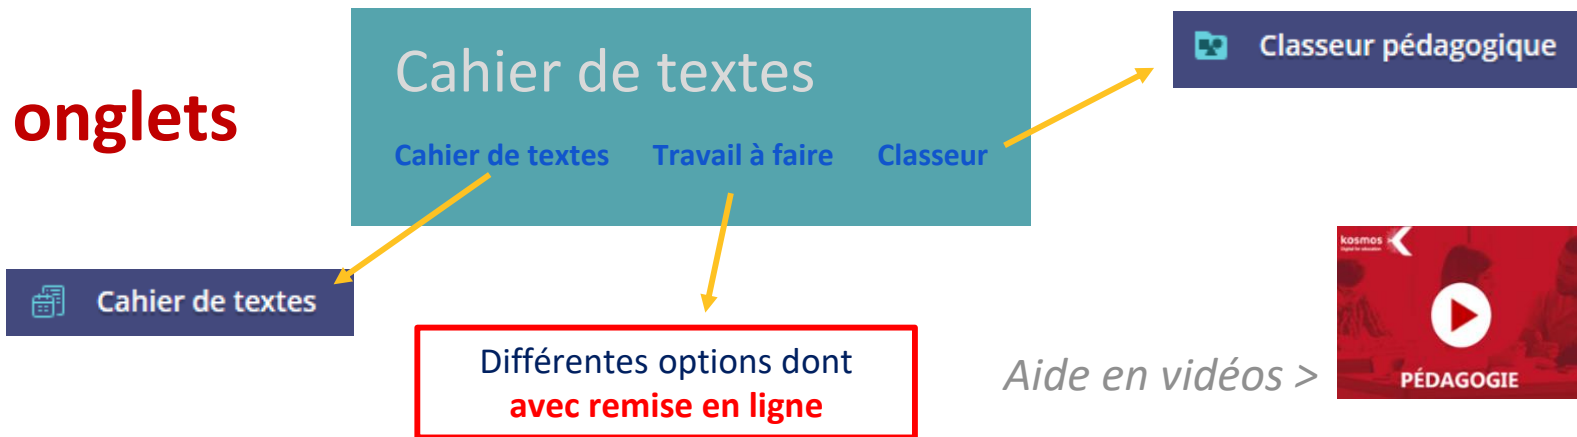 Cahier de textes
Classeur pédagogique
onglets
Cahier de textes Travail à faire Classeur
Cahier de textes
kosmos
Différentes options dont
avec remise en ligne
Aide en vidéos >
PÉDAGOGIE